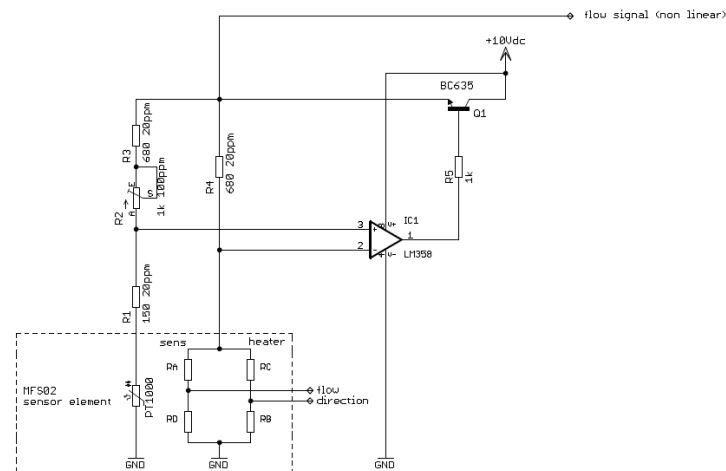 flow signal (non linear)
+10Vdc
BC635
Q1
R3
680 20ppm
R4
680 20ppm
R5
1k
R2
1k 100ppm
E
S
A
3
2
+
-
8
V+
4
V-
1
IC1
LM358
R1
150 20ppm
sens
heater
RA
RC
MFS02
sensor element
PT1000
flow
direction
RD
RB
GND
GND
GND